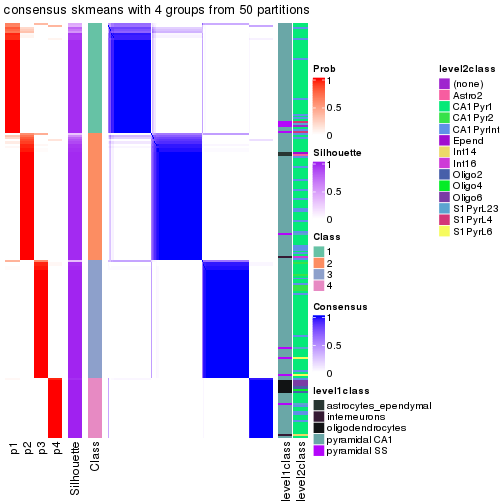 consensus skmeans with 4 groups from 50 partitions
Prob
1
0.5
0
Silhouette
1
0.5
0
Class
1
2
3
4
Consensus
1
0.5
0
level1class
astrocytes_ependymal
interneurons
oligodendrocytes
pyramidal CA1
pyramidal SS
level2class
(none)
Astro2
CA1Pyr1
CA1Pyr2
CA1PyrInt
Epend
Int14
Int16
Oligo2
Oligo4
Oligo6
S1PyrL23
S1PyrL4
S1PyrL6
p1
p2
p3
p4
Silhouette
Class
level1class
level2class